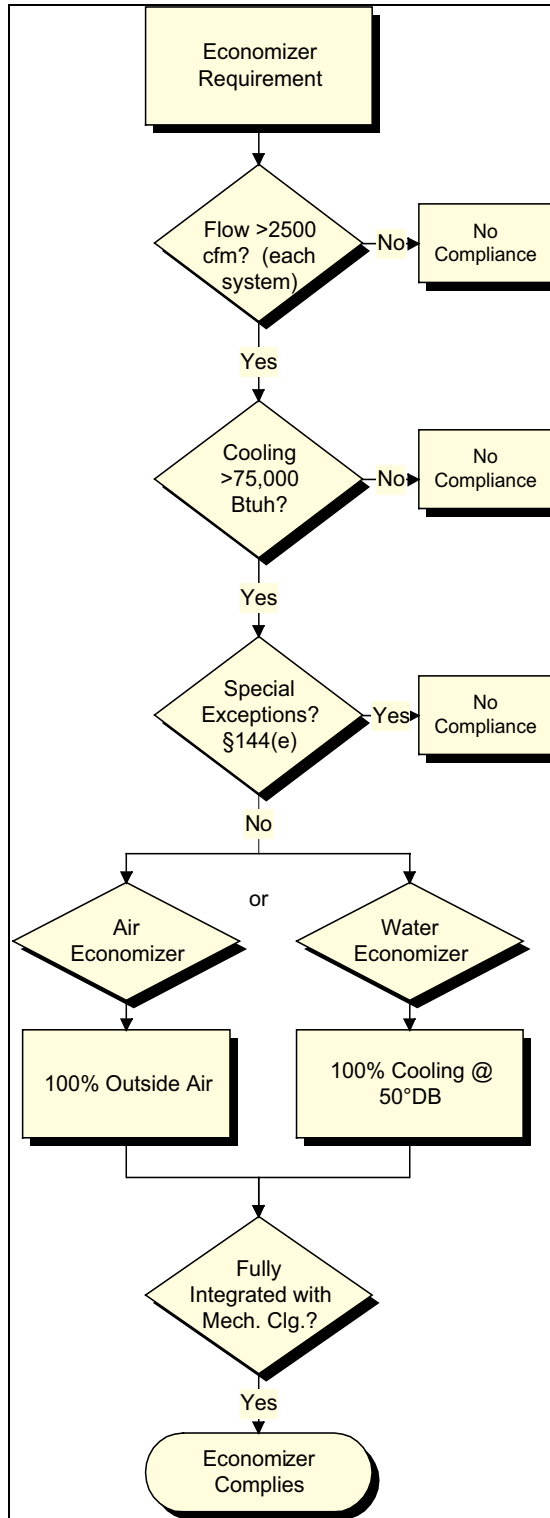 Economizer
Requirement
Flow >2500
cfm? (each
system)
No
No
Compliance
Yes
Cooling
>75,000
Btuh?
No
No
Compliance
Yes
Special
Exceptions?
§144(e)
Yes
No
Compliance
No
or
Air
Economizer
Water
Economizer
100% Outside Air
100% Cooling @
50°DB
Fully
Integrated with
Mech. Clg.?
Yes
Economizer
Complies